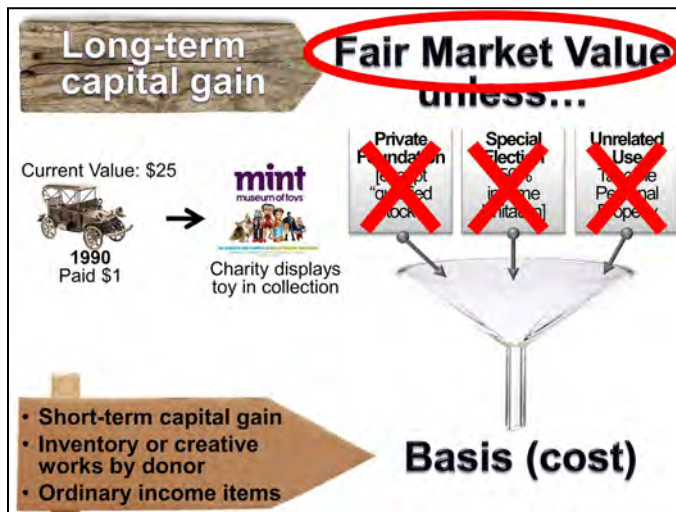 Long-term
capital gain
Fair Market Value
unless...
Private
Foundation
Special
Election
Unrelated
Use
Current Value: $25
1990
Paid $1
mint
museum of toys
Charity displays
toy in collection
• Short-term capital gain
• Inventory or creative
works by donor
• Ordinary income items
Basis (cost)